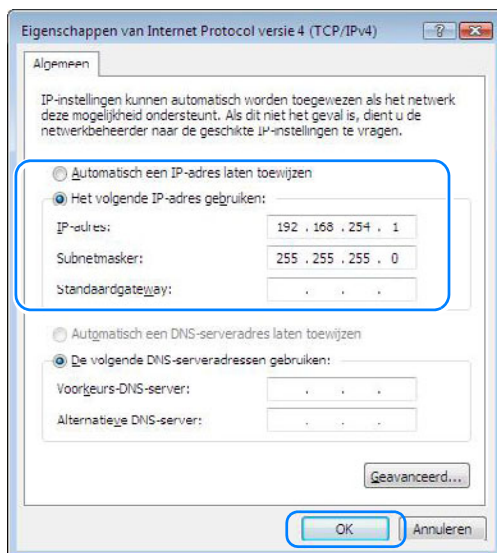 Eigenschappen van Internet Protocol versie 4 (TCP/IPv4)
Algemeen
IP-instellingen kunnen automatisch worden toegewezen als het netwerk
deze mogelijkheid ondersteunt. Als dit niet het geval is, dient u de
netwerkbeheerder naar de geschikte IP-instellingen te vragen.
Automatisch een IP-adres laten toewijzen
Het volgende IP-adres gebruiken:
IP-adres: 192 . 168 . 254 . 1
Subnetmasker: 255 . 255 . 255 . 0
Standaardgateway: . . .
Automatisch een DNS-serveradres laten toewijzen
De volgende DNS-serveradressen gebruiken:
Voorkeurs-DNS-server: . . .
Alternatieve DNS-server: . . .
Geavanceerd...
OK Annuleren